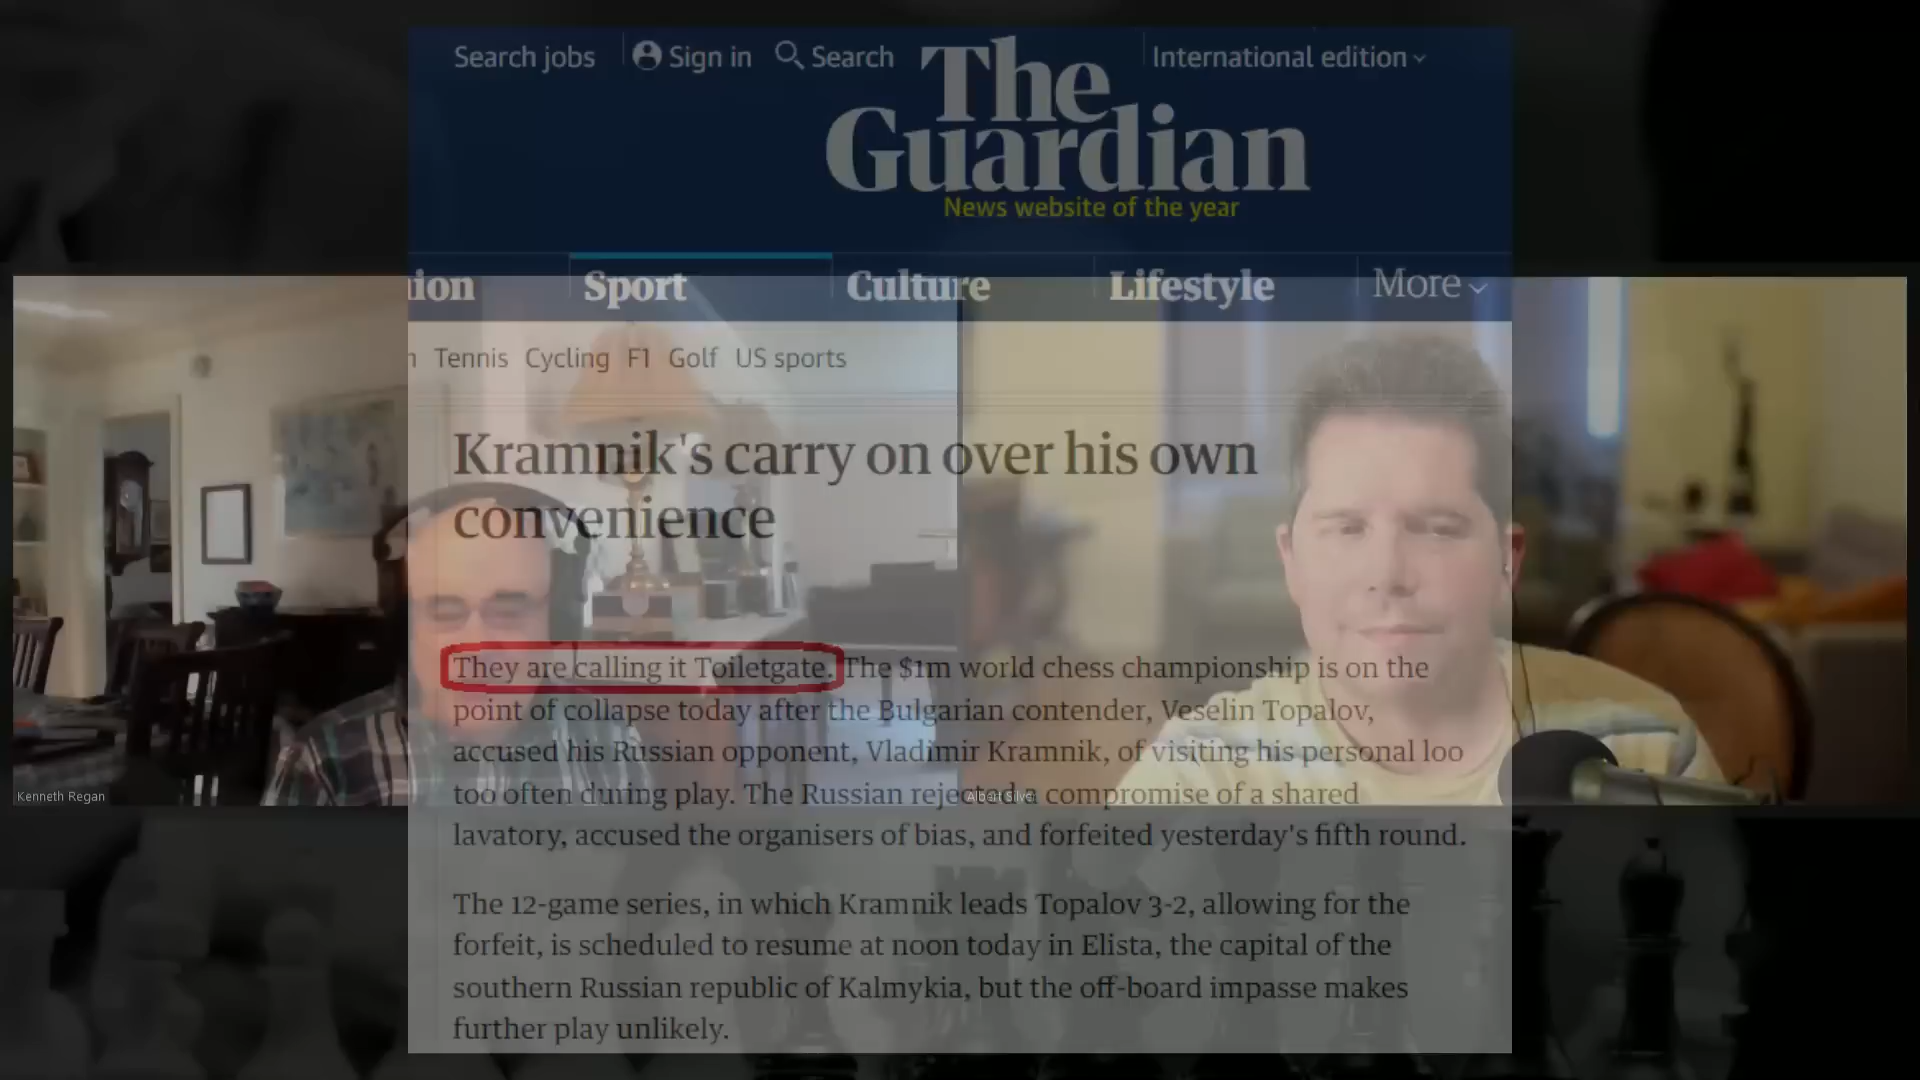 Search jobs
Sign in
Search
International edition
The
Guardian
News website of the year
ion
Sport
Culture
Lifestyle
More
Tennis Cycling F1 Golf US sports
Kramnik's carry on over his own
convenience
They are calling it Toiletgate. The $1m world chess championship is on the
point of collapse today after the Bulgarian contender, Veselin Topalov,
accused his Russian opponent, Vladimir Kramnik, of visiting his personal loo
too often during play. The Russian rejected a compromise of a shared
lavatory, accused the organisers of bias, and forfeited yesterday's fifth round.
The 12-game series, in which Kramnik leads Topalov 3-2, allowing for the
forfeit, is scheduled to resume at noon today in Elista, the capital of the
southern Russian republic of Kalmykia, but the off-board impasse makes
further play unlikely.
Kenneth Regan
Albert Silver